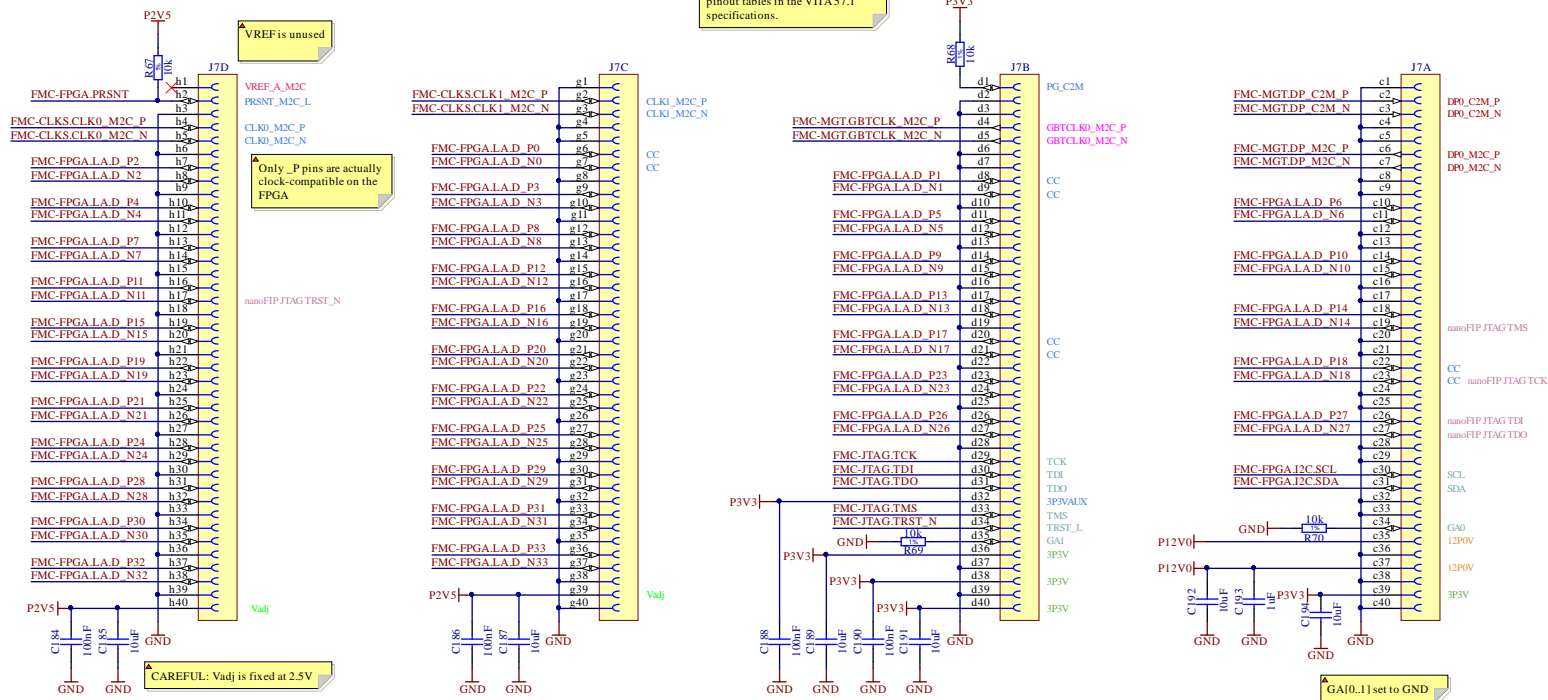 pinout tables in the VITA 57.1
specifications.
P2V5
VREF is unused
R67
10k
J7D
h1 VREF_A_M2C
FMC-FPGA.PRSNT h2 PRSNT_M2C_L
h3
FMC-CLKS.CLK0_M2C_P h4 CLK0_M2C_P
FMC-CLKS.CLK0_M2C_N h5 CLK0_M2C_N
h6
FMC-FPGA.LA.D_P2 h7
FMC-FPGA.LA.D_N2 h8
h9
FMC-FPGA.LA.D_P4 h10
FMC-FPGA.LA.D_N4 h11
h12
FMC-FPGA.LA.D_P7 h13
FMC-FPGA.LA.D_N7 h14
h15
FMC-FPGA.LA.D_P11 h16
FMC-FPGA.LA.D_N11 h17 nanoFIP JTAG TRST_N
h18
FMC-FPGA.LA.D_P15 h19
FMC-FPGA.LA.D_N15 h20
h21
FMC-FPGA.LA.D_P19 h22
FMC-FPGA.LA.D_N19 h23
h24
FMC-FPGA.LA.D_P21 h25
FMC-FPGA.LA.D_N21 h26
h27
FMC-FPGA.LA.D_P24 h28
FMC-FPGA.LA.D_N24 h29
h30
FMC-FPGA.LA.D_P28 h31
FMC-FPGA.LA.D_N28 h32
h33
FMC-FPGA.LA.D_P30 h34
FMC-FPGA.LA.D_N30 h35
h36
FMC-FPGA.LA.D_P32 h37
FMC-FPGA.LA.D_N32 h38
h39
P2V5 h40 Vadj
C184 100nF
C185 10uF
GND
GND GND
Only _P pins are actually
clock-compatible on the
FPGA
CAREFUL: Vadj is fixed at 2.5V
J7C
g1
FMC-CLKS.CLK1_M2C_P g2 CLK1_M2C_P
FMC-CLKS.CLK1_M2C_N g3 CLK1_M2C_N
g4
g5
FMC-FPGA.LA.D_P0 g6 CC
FMC-FPGA.LA.D_N0 g7 CC
g8
FMC-FPGA.LA.D_P3 g9
FMC-FPGA.LA.D_N3 g10
g11
FMC-FPGA.LA.D_P8 g12
FMC-FPGA.LA.D_N8 g13
g14
FMC-FPGA.LA.D_P12 g15
FMC-FPGA.LA.D_N12 g16
g17
FMC-FPGA.LA.D_P16 g18
FMC-FPGA.LA.D_N16 g19
g20
FMC-FPGA.LA.D_P20 g21
FMC-FPGA.LA.D_N20 g22
g23
FMC-FPGA.LA.D_P22 g24
FMC-FPGA.LA.D_N22 g25
g26
FMC-FPGA.LA.D_P25 g27
FMC-FPGA.LA.D_N25 g28
g29
FMC-FPGA.LA.D_P29 g30
FMC-FPGA.LA.D_N29 g31
g32
FMC-FPGA.LA.D_P31 g33
FMC-FPGA.LA.D_N31 g34
g35
FMC-FPGA.LA.D_P33 g36
FMC-FPGA.LA.D_N33 g37
g38
P2V5 g39 Vadj
g40
C186 100nF
C187 10uF
GND
GND GND
P3V3
R68
10k
J7B
d1 PG_C2M
d2
d3
FMC-MGT.GBTCLK_M2C_P d4 GBTCLK0_M2C_P
FMC-MGT.GBTCLK_M2C_N d5 GBTCLK0_M2C_N
d6
d7
FMC-FPGA.LA.D_P1 d8 CC
FMC-FPGA.LA.D_N1 d9 CC
d10
FMC-FPGA.LA.D_P5 d11
FMC-FPGA.LA.D_N5 d12
d13
FMC-FPGA.LA.D_P9 d14
FMC-FPGA.LA.D_N9 d15
d16
FMC-FPGA.LA.D_P13 d17
FMC-FPGA.LA.D_N13 d18
d19
FMC-FPGA.LA.D_P17 d20 CC
FMC-FPGA.LA.D_N17 d21 CC
d22
FMC-FPGA.LA.D_P23 d23
FMC-FPGA.LA.D_N23 d24
d25
FMC-FPGA.LA.D_P26 d26
FMC-FPGA.LA.D_N26 d27
d28
FMC-JTAG.TCK d29 TCK
FMC-JTAG.TDI d30 TDI
FMC-JTAG.TDO d31 TDO
P3V3 d32 3P3VAUX
FMC-JTAG.TMS d33 TMS
FMC-JTAG.TRST_N d34 TRST_L
GND 10k 1% R69 d35 GA1
P3V3 d36 3P3V
d37
P3V3 d38 3P3V
d39
P3V3 d40 3P3V
C188 100nF
C189 10uF
C190 100nF
C191 10uF
GND
GND GND GND GND
J7A
c1
FMC-MGT.DP_C2M_P c2 DP0_C2M_P
FMC-MGT.DP_C2M_N c3 DP0_C2M_N
c4
c5
FMC-MGT.DP_M2C_P c6 DP0_M2C_P
FMC-MGT.DP_M2C_N c7 DP0_M2C_N
c8
c9
FMC-FPGA.LA.D_P6 c10
FMC-FPGA.LA.D_N6 c11
c12
c13
FMC-FPGA.LA.D_P10 c14
FMC-FPGA.LA.D_N10 c15
c16
c17
FMC-FPGA.LA.D_P14 c18
FMC-FPGA.LA.D_N14 c19 nanoFIP JTAG TMS
c20
c21
FMC-FPGA.LA.D_P18 c22 CC
FMC-FPGA.LA.D_N18 c23 CC nanoFIP JTAG TCK
c24
c25
FMC-FPGA.LA.D_P27 c26 nanoFIP JTAG TDI
FMC-FPGA.LA.D_N27 c27 nanoFIP JTAG TDO
c28
c29
FMC-FPGA.I2C.SCL c30 SCL
FMC-FPGA.I2C.SDA c31 SDA
c32
c33
GND 10k 1% R70 c34 GA0
P12V0 c35 12P0V
c36
P12V0 c37 12P0V
c38
P3V3 c39 3P3V
c40
C192 10uF
C193 1uF
C194 10uF
GND GND GND GND
GA[0..1] set to GND